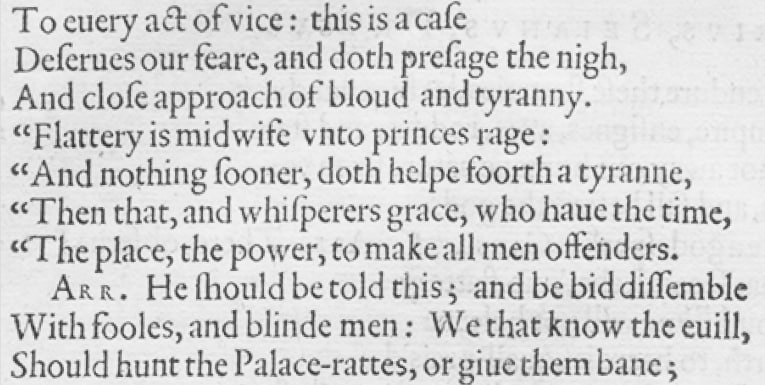 To euery act of vice : this is a caſe
Deſerues our feare, and doth preſage the nigh,
And cloſe approach of bloud and tyranny.
“Flattery is midwife vnto princes rage :
“And nothing ſooner, doth helpe foorth a tyranne,
“Then that, and whiſperers grace, who haue the time,
“The place, the power, to make all men offenders.
ARR. He ſhould be told this ; and be bid diſſemble
With fooles, and blinde men : We that know the euill,
Should hunt the Palace-rattes, or giue them bane ;